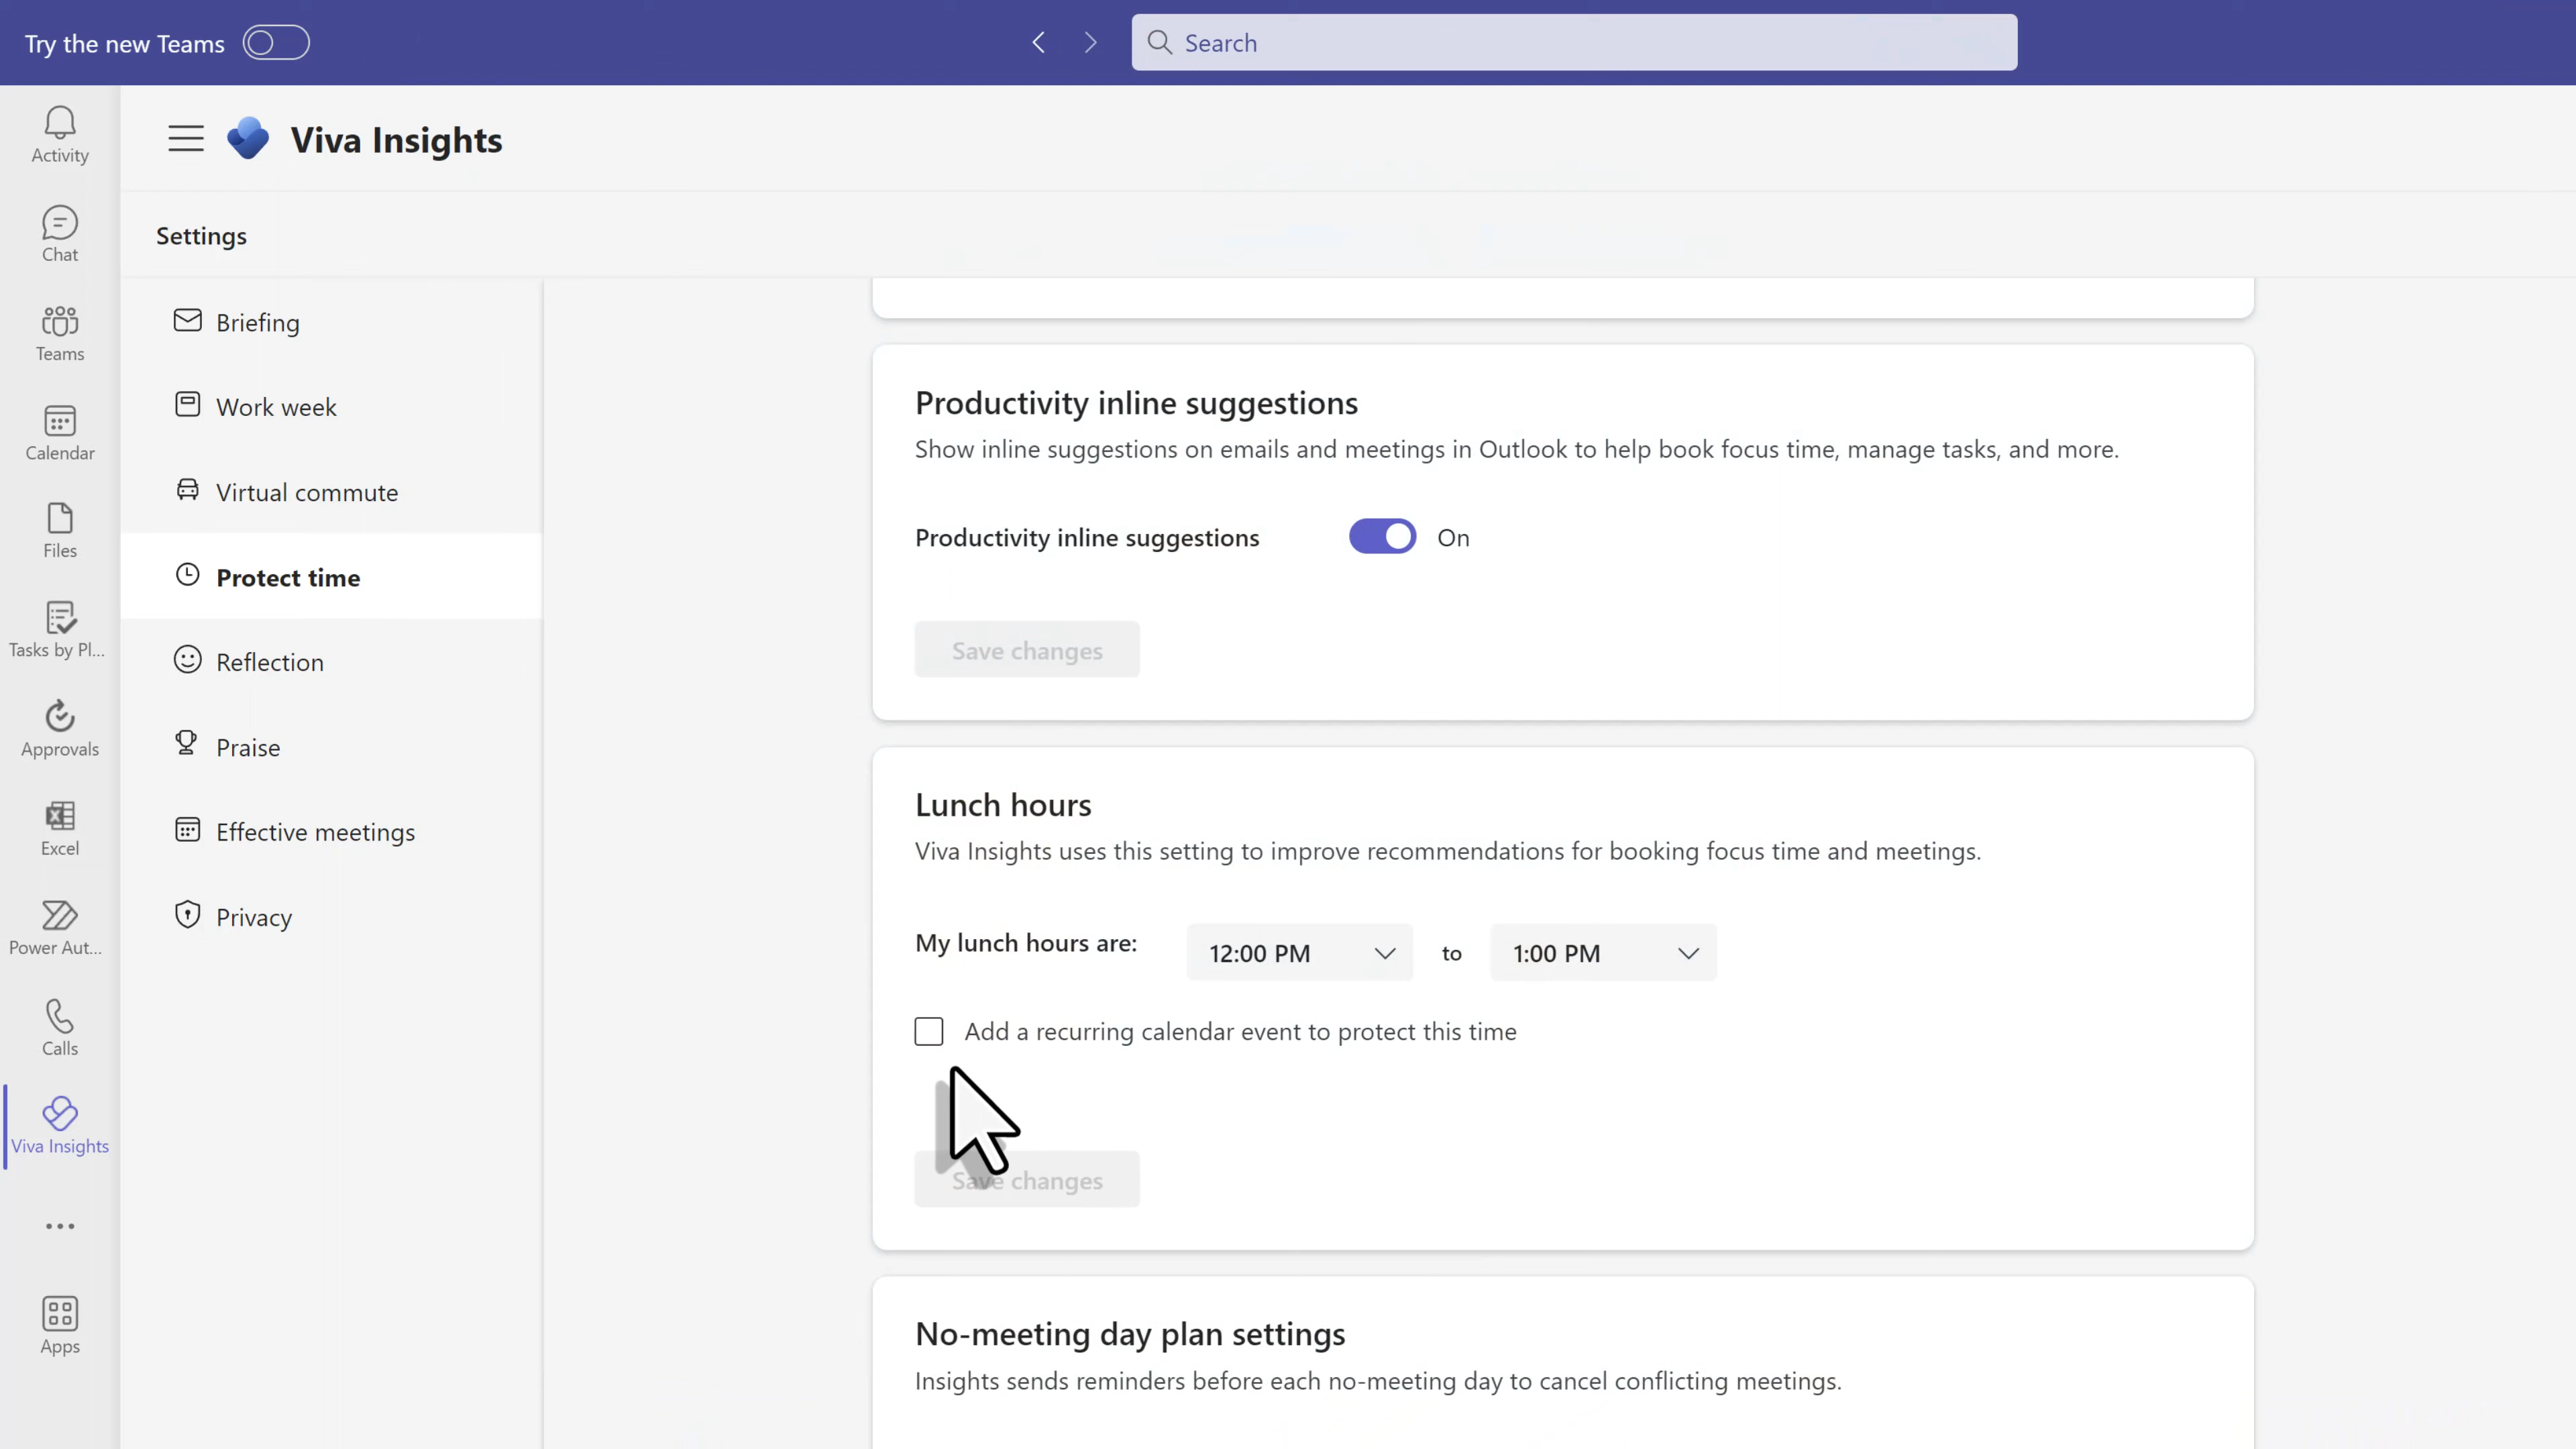 Try the new Teams
Search
Activity
Chat
Teams
Calendar
Files
Tasks by Pl...
Approvals
Excel
Power Aut...
Calls
Viva Insights
Apps
Viva Insights
Settings
Briefing
Work week
Virtual commute
Protect time
Reflection
Praise
Effective meetings
Privacy
Productivity inline suggestions
Show inline suggestions on emails and meetings in Outlook to help book focus time, manage tasks, and more.
Productivity inline suggestions On
Save changes
Lunch hours
Viva Insights uses this setting to improve recommendations for booking focus time and meetings.
My lunch hours are: 12:00 PM to 1:00 PM
Add a recurring calendar event to protect this time
Save changes
No-meeting day plan settings
Insights sends reminders before each no-meeting day to cancel conflicting meetings.